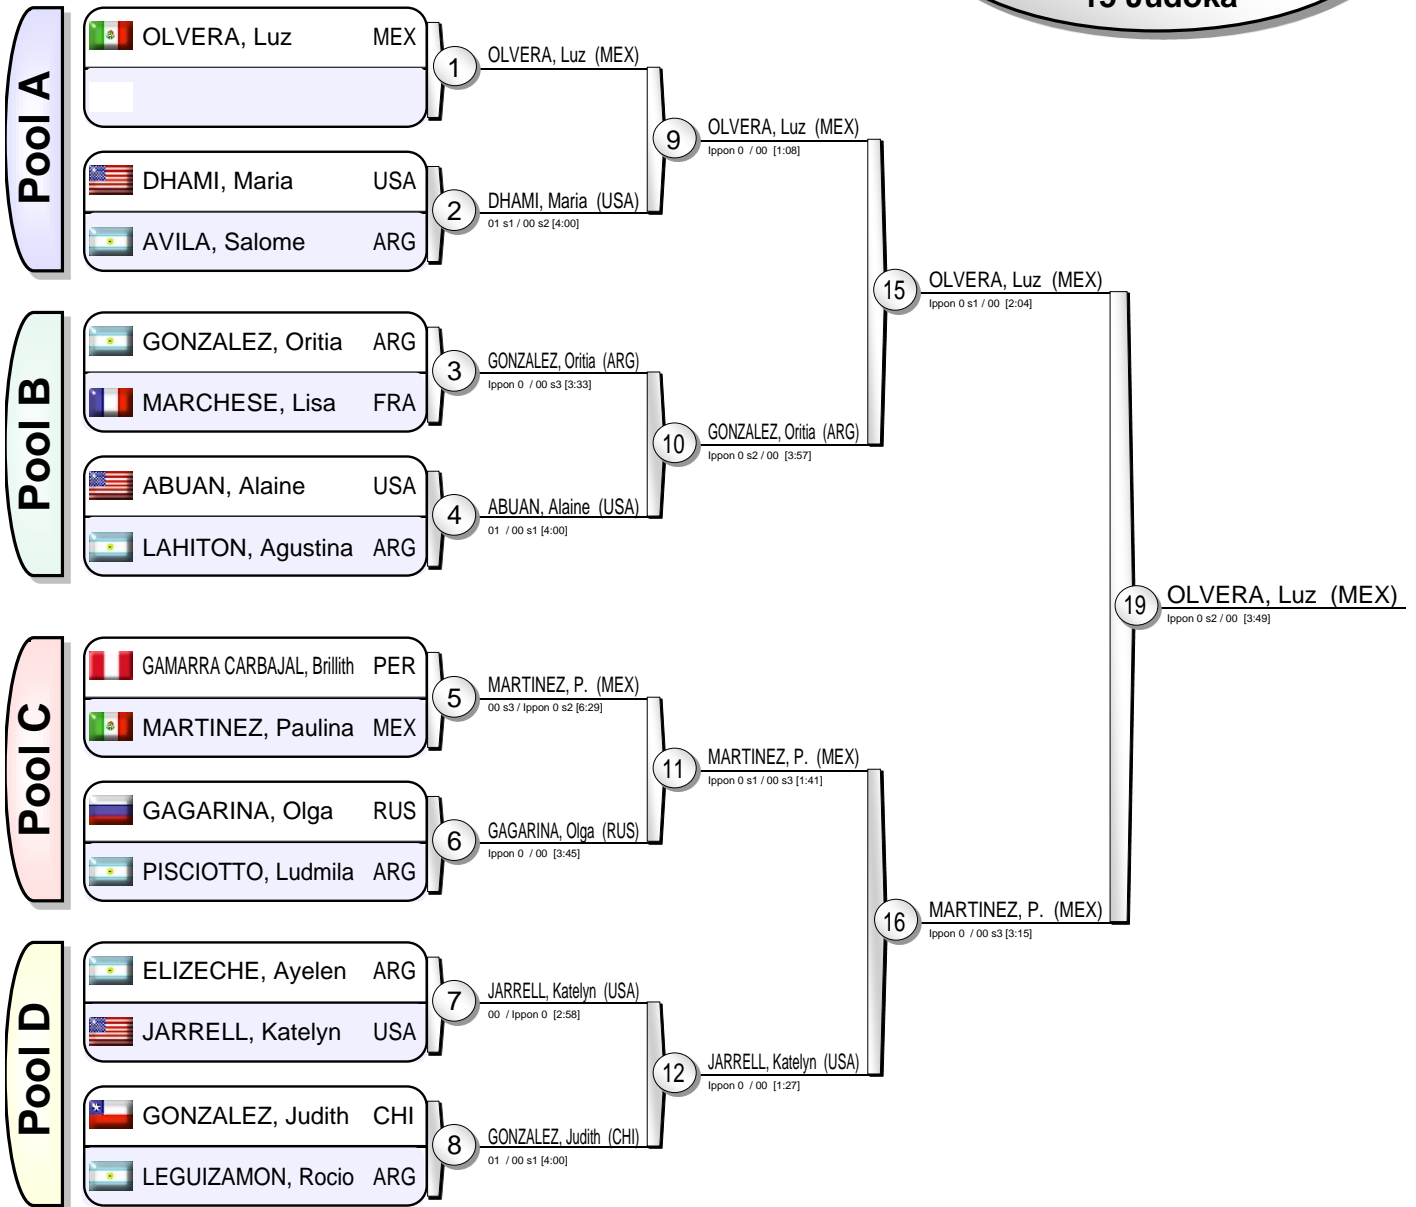 15 Judoka
Pool A
OLVERA, Luz MEX
1
OLVERA, Luz (MEX)
DHAMI, Maria USA
AVILA, Salome ARG
2
DHAMI, Maria (USA)
01 s1 / 00 s2 [4:00]
9
OLVERA, Luz (MEX)
Ippon 0 / 00 [1:08]
Pool B
GONZALEZ, Oritia ARG
MARCHESE, Lisa FRA
3
GONZALEZ, Oritia (ARG)
Ippon 0 / 00 s3 [3:33]
ABUAN, Alaine USA
LAHITON, Agustina ARG
4
ABUAN, Alaine (USA)
01 / 00 s1 [4:00]
10
GONZALEZ, Oritia (ARG)
Ippon 0 s2 / 00 [3:57]
15
OLVERA, Luz (MEX)
Ippon 0 s1 / 00 [2:04]
Pool C
GAMARRA CARBAJAL, Brillith PER
MARTINEZ, Paulina MEX
5
MARTINEZ, P. (MEX)
00 s3 / Ippon 0 s2 [6:29]
GAGARINA, Olga RUS
PISCIOTTO, Ludmila ARG
6
GAGARINA, Olga (RUS)
Ippon 0 / 00 [3:45]
11
MARTINEZ, P. (MEX)
Ippon 0 s1 / 00 s3 [1:41]
Pool D
ELIZECHE, Ayelen ARG
JARRELL, Katelyn USA
7
JARRELL, Katelyn (USA)
00 / Ippon 0 [2:58]
GONZALEZ, Judith CHI
LEGUIZAMON, Rocio ARG
8
GONZALEZ, Judith (CHI)
01 / 00 s1 [4:00]
12
JARRELL, Katelyn (USA)
Ippon 0 / 00 [1:27]
16
MARTINEZ, P. (MEX)
Ippon 0 / 00 s3 [3:15]
19
OLVERA, Luz (MEX)
Ippon 0 s2 / 00 [3:49]